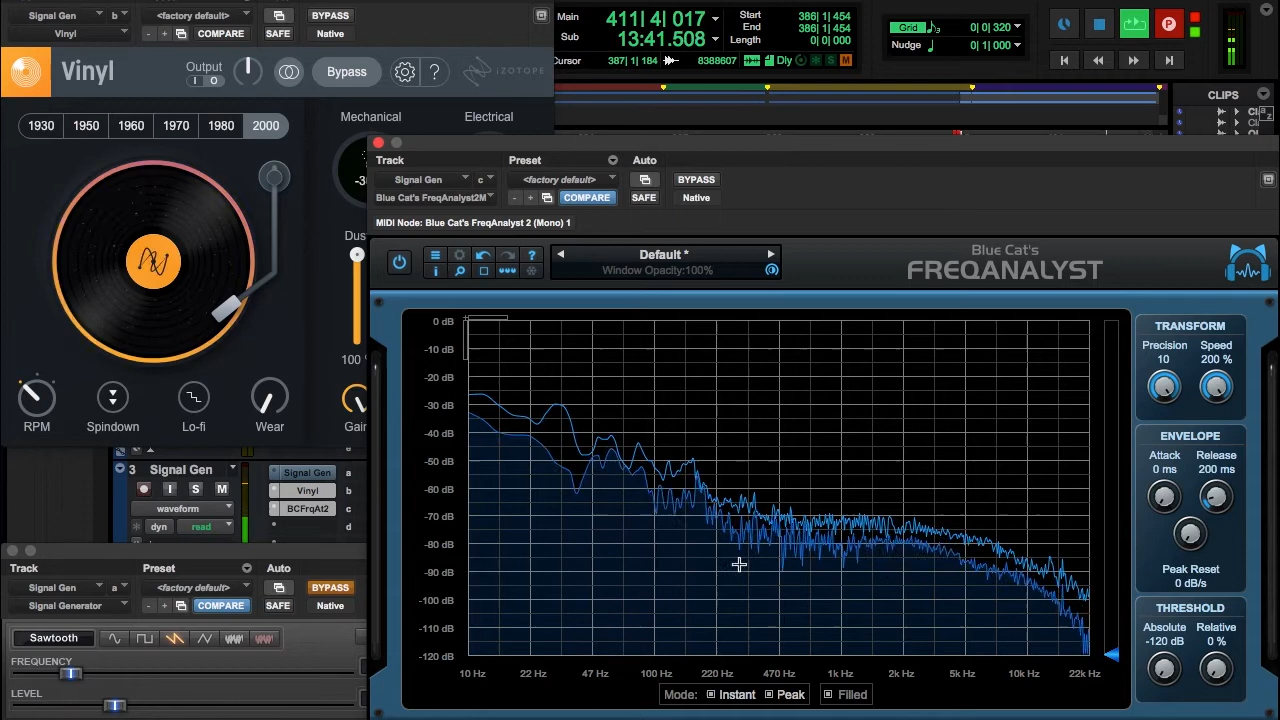 Signal Gen b <factory default> BYPASS
Vinyl - + COMPARE SAFE Native
Vinyl Output I O Bypass ? IZOTOPE
1930 1950 1960 1970 1980 2000
Mechanical Electrical
100
RPM Spindown Lo-fi Wear
Main 411| 4| 017
Sub 13:41.508
Cursor 387| 1| 184 8388607 Dly S M
Start 386| 1| 454
End 386| 1| 454
Length 0| 0| 000
Grid 0| 0| 320
Nudge 0| 1| 000
P
CLIPS
Track Preset Auto
Signal Gen c <factory default> BYPASS
Blue Cat's FreqAnalyst2M - + COMPARE SAFE Native
MIDI Node: Blue Cat's FreqAnalyst 2 (Mono) 1
Default *
Window Opacity:100%
Blue Cat's
FREQANALYST
0 dB
-10 dB
-20 dB
-30 dB
-40 dB
-50 dB
-60 dB
-70 dB
-80 dB
-90 dB
-100 dB
-110 dB
-120 dB
10 Hz 22 Hz 47 Hz 100 Hz 220 Hz 470 Hz 1k Hz 2k Hz 5k Hz 10k Hz 22k Hz
Mode: Instant Peak Filled
TRANSFORM
Precision Speed
10 200 %
ENVELOPE
Attack Release
0 ms 200 ms
Peak Reset
0 dB/s
THRESHOLD
Absolute Relative
-120 dB 0 %
3 Signal Gen
I S M
waveform
dyn read
Signal Gen a
Vinyl b
BCFrqAt2 c
d
Track Preset Auto
Signal Gen a <factory default> BYPASS
Signal Generator - + COMPARE SAFE Native
Sawtooth
FREQUENCY
LEVEL